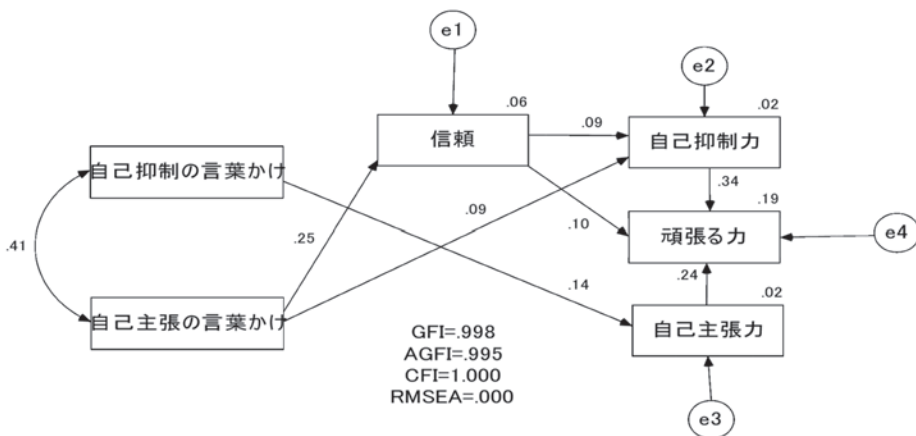 e1
e2
.06
.02
信頼
.09
自己抑制力
自己抑制の言葉かけ
.34
.19
.09
.41
.25
.10
頑張る力
e4
.24
.14
.02
自己主張の言葉かけ
自己主張力
GFI=.998
AGFI=.995
CFI=1.000
RMSEA=.000
e3